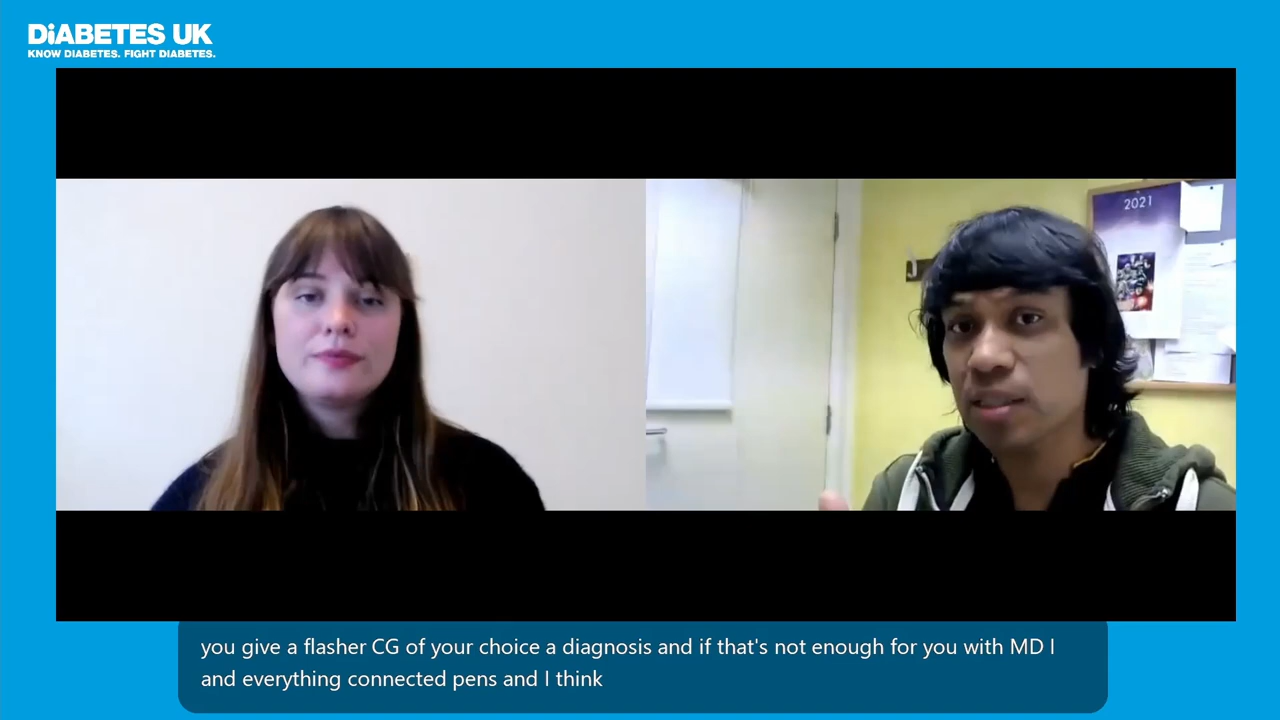 DiABETES UK
KNOW DIABETES. FIGHT DIABETES.
2021
you give a flasher CG of your choice a diagnosis and if that's not enough for you with MD I
and everything connected pens and I think